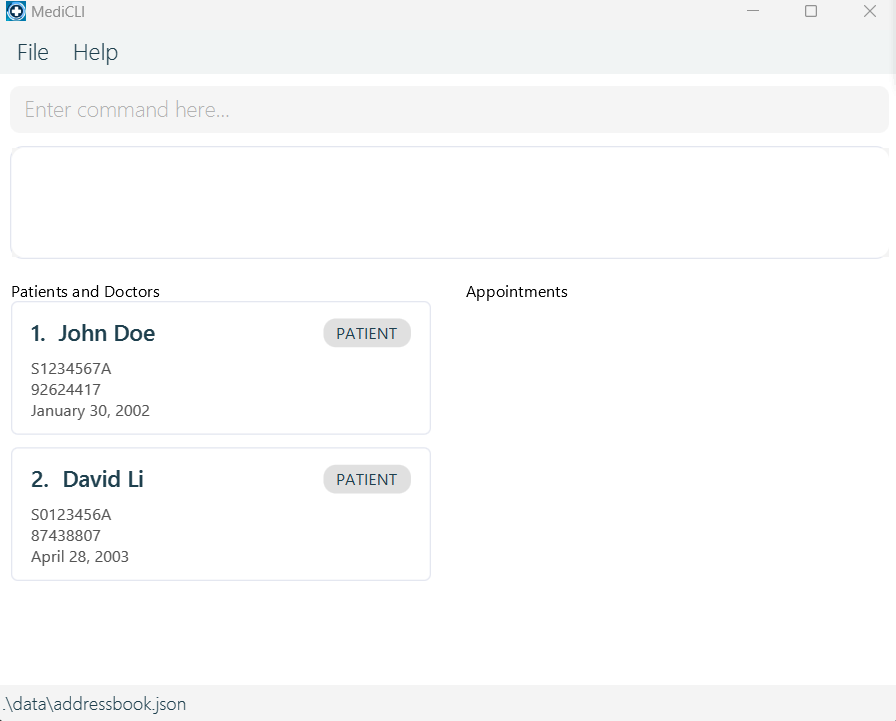 MediCLI
File Help
Enter command here...
Patients and Doctors
1. John Doe PATIENT
S1234567A
92624417
January 30, 2002
2. David Li PATIENT
S0123456A
87438807
April 28, 2003
Appointments
.\data\addressbook.json